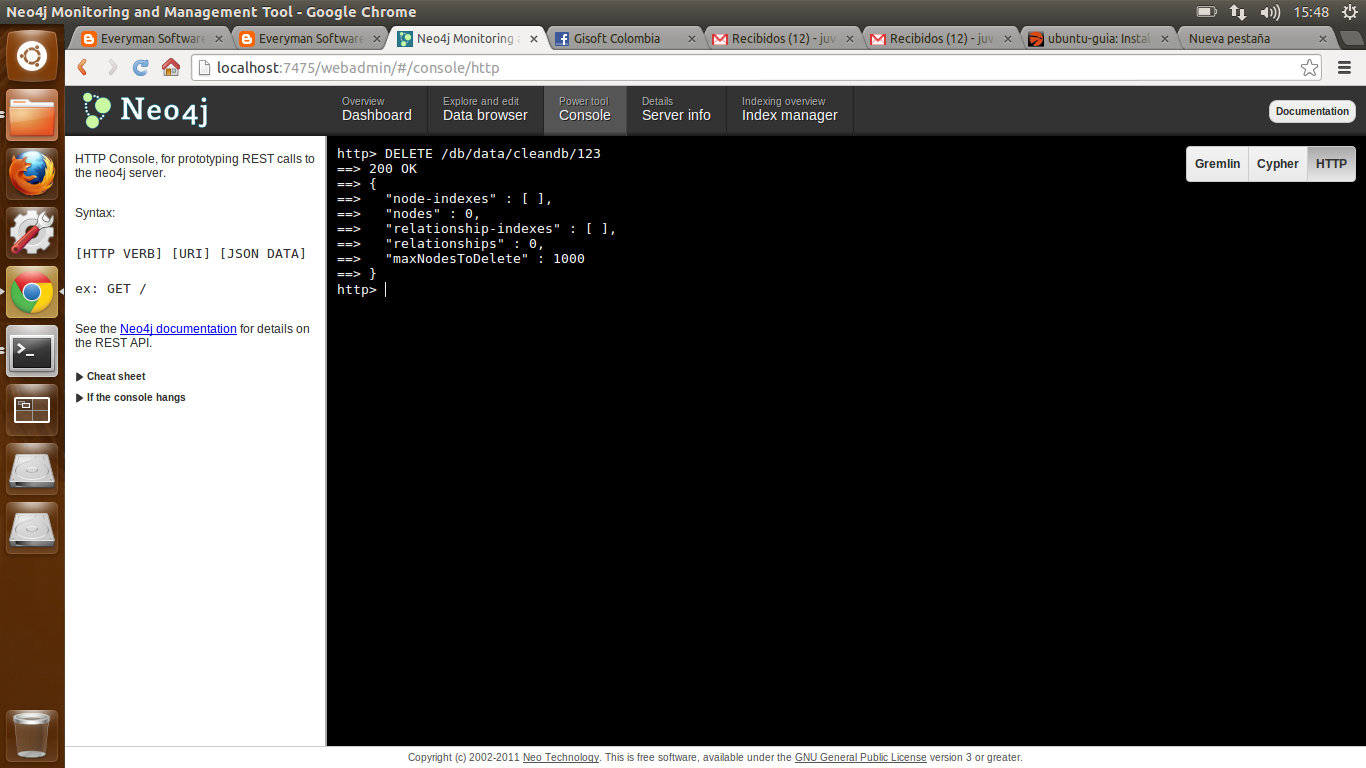 Neo4j Monitoring and Management Tool - Google Chrome
15:48
Everyman Software
Everyman Software
Neo4j Monitoring a
Gisoft Colombia
Recibidos (12) - juv
Recibidos (12) - juv
ubuntu-guia: Instal
Nueva pestaña
localhost:7475/webadmin/#/console/http
Neo4j
Overview
Dashboard
Explore and edit
Data browser
Power tool
Console
Details
Server info
Indexing overview
Index manager
Documentation
HTTP Console, for prototyping REST calls to
the neo4j server.
Syntax:
[HTTP VERB] [URI] [JSON DATA]
ex: GET /
See the Neo4j documentation for details on
the REST API.
Cheat sheet
If the console hangs
http> DELETE /db/data/cleandb/123
==> 200 OK
==> {
==>   "node-indexes" : [ ],
==>   "nodes" : 0,
==>   "relationship-indexes" : [ ],
==>   "relationships" : 0,
==>   "maxNodesToDelete" : 1000
==> }
http>
Gremlin
Cypher
HTTP
Copyright (c) 2002-2011 Neo Technology. This is free software, available under the GNU General Public License version 3 or greater.